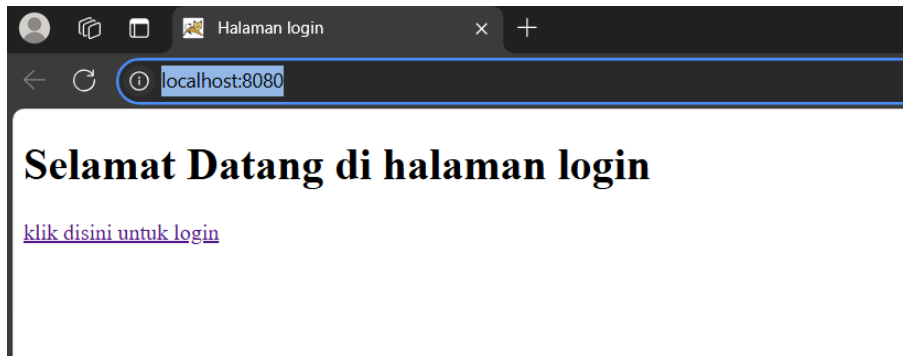 Halaman login
localhost:8080
Selamat Datang di halaman login
klik disini untuk login